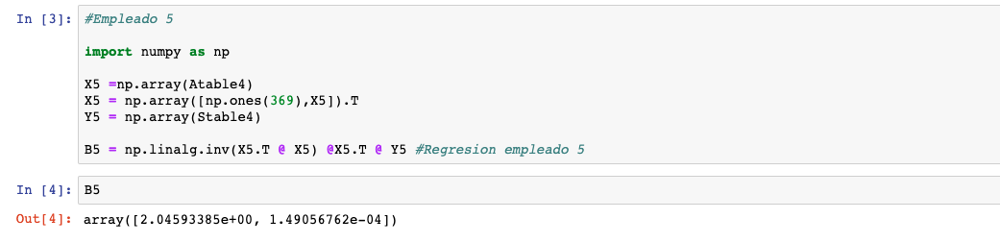 In [3]: #Empleado 5
import numpy as np
X5 =np.array(Atable4)
X5 = np.array([np.ones(369),X5]).T
Y5 = np.array(Stable4)
B5 = np.linalg.inv(X5.T @ X5) @X5.T @ Y5 #Regresion empleado 5
In [4]: B5
Out[4]: array([2.04593385e+00, 1.49056762e-04])